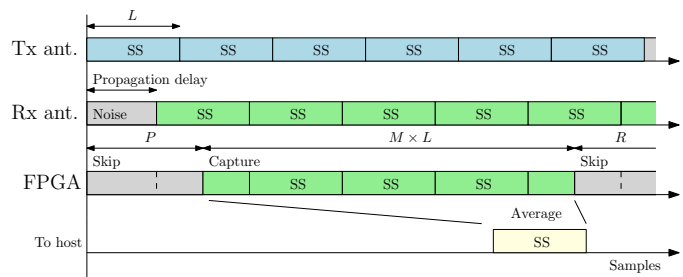 L
Tx ant. SS SS SS SS SS SS
Propagation delay
Rx ant. Noise SS SS SS SS SS
P M × L R
Skip Capture Skip
FPGA SS SS SS
Average
To host SS
Samples